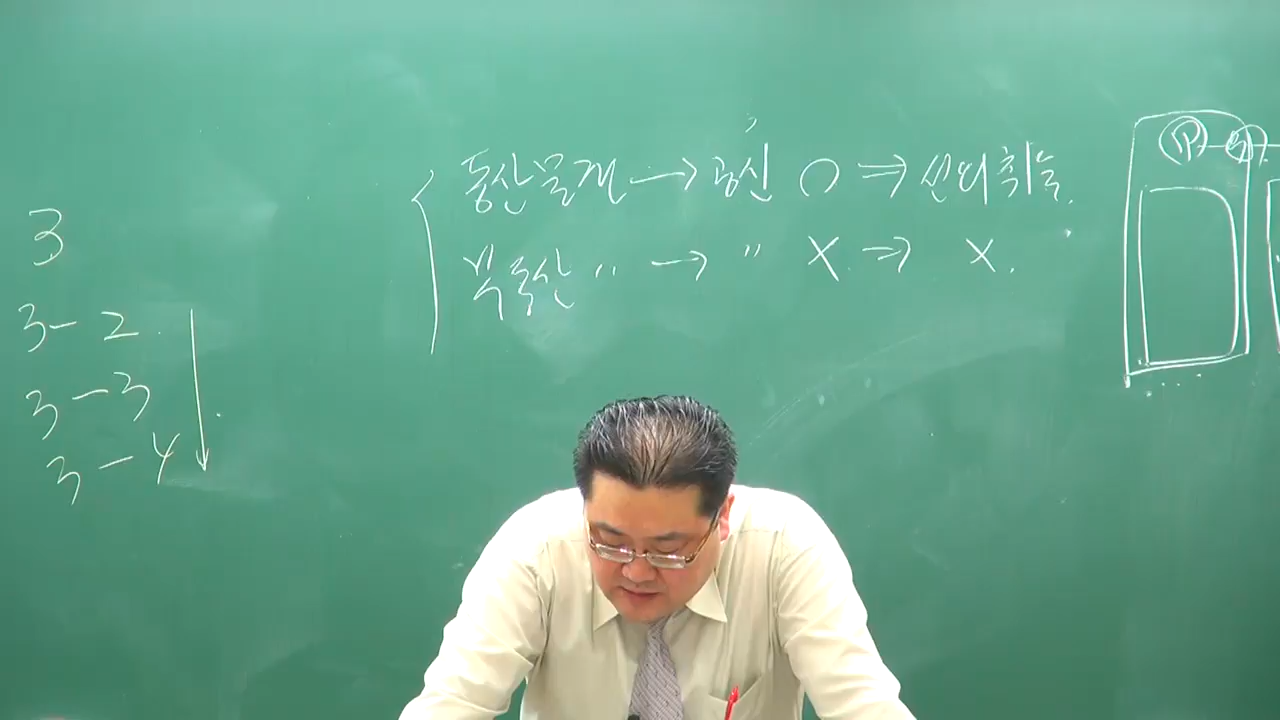 3
3-2
3-3
3-4
동산물권 → 공신 ○ ⇒ 선의취득.
부동산 〃 → 〃 X ⇒ X.